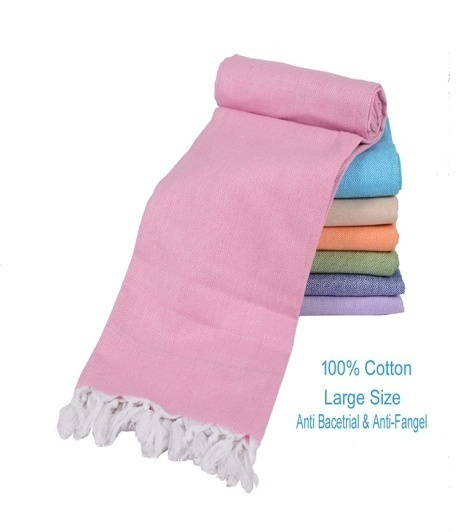 100% Cotton
Large Size
Anti Bacetrial & Anti-Fangel